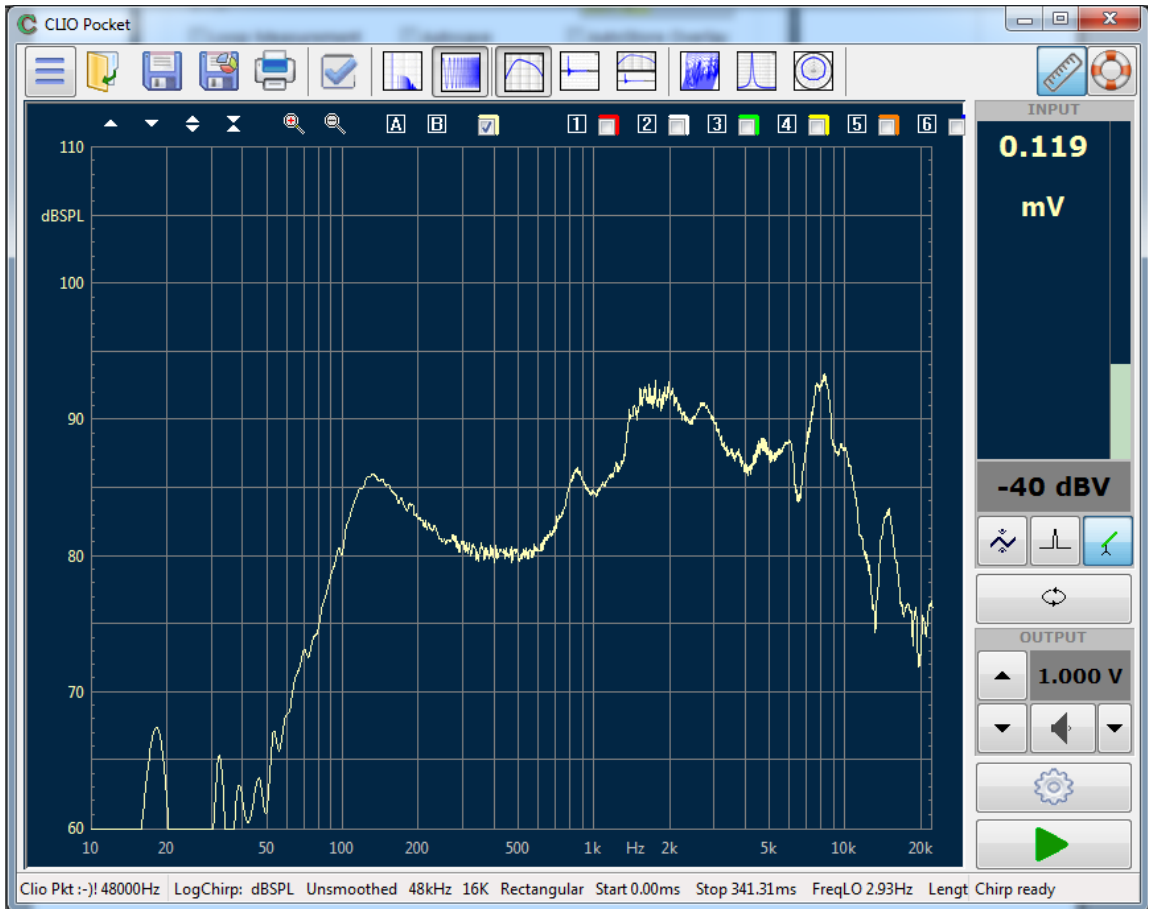 CLIO Pocket
INPUT
A B 1 2 3 4 5 6
0.119
mV
110
dBSPL
100
90
80
70
60
10 20 50 100 200 500 1k Hz 2k 5k 10k 20k
-40 dBV
OUTPUT
1.000 V
Clio Pkt :-)! 48000Hz LogChirp: dBSPL Unsmoothed 48kHz 16K Rectangular Start 0.00ms Stop 341.31ms FreqLO 2.93Hz Lengt Chirp ready